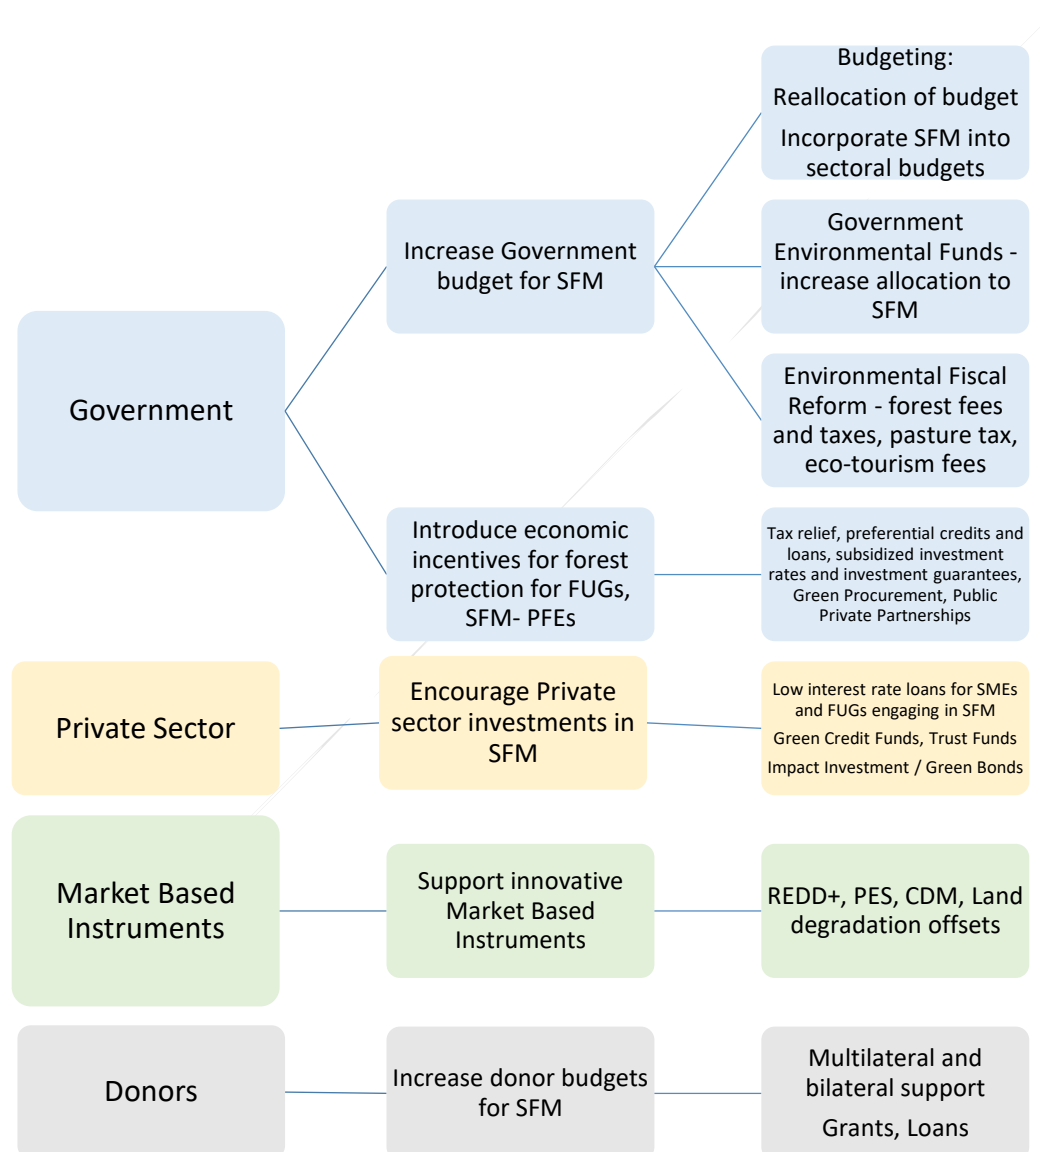 Government
Increase Government
budget for SFM
Budgeting:
Reallocation of budget
Incorporate SFM into
sectoral budgets
Government
Environmental Funds -
increase allocation to
SFM
Environmental Fiscal
Reform - forest fees
and taxes, pasture tax,
eco-tourism fees
Introduce economic
incentives for forest
protection for FUGs,
SFM- PFEs
Tax relief, preferential credits and
loans, subsidized investment
rates and investment guarantees,
Green Procurement, Public
Private Partnerships
Private Sector
Encourage Private
sector investments in
SFM
Low interest rate loans for SMEs
and FUGs engaging in SFM
Green Credit Funds, Trust Funds
Impact Investment / Green Bonds
Market Based
Instruments
Support innovative
Market Based
Instruments
REDD+, PES, CDM, Land
degradation offsets
Donors
Increase donor budgets
for SFM
Multilateral and
bilateral support
Grants, Loans